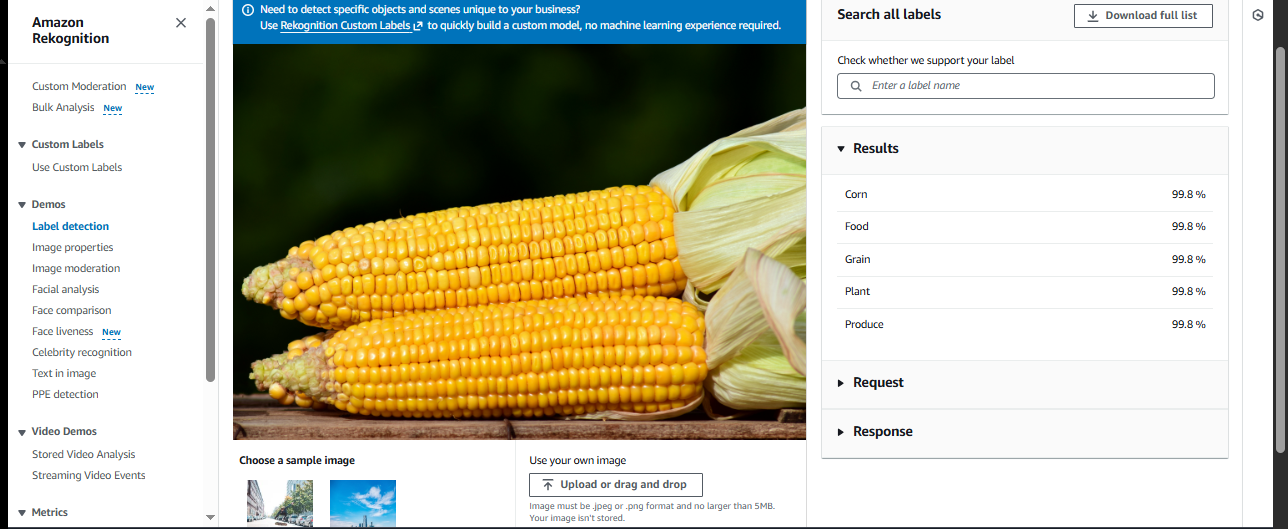 Amazon
Rekognition
Custom Moderation New
Bulk Analysis New
Custom Labels
Use Custom Labels
Demos
Label detection
Image properties
Image moderation
Facial analysis
Face comparison
Face liveness New
Celebrity recognition
Text in image
PPE detection
Video Demos
Stored Video Analysis
Streaming Video Events
Metrics
Need to detect specific objects and scenes unique to your business?
Use Rekognition Custom Labels to quickly build a custom model, no machine learning experience required.
Choose a sample image
Use your own image
Upload or drag and drop
Image must be .jpeg or .png format and no larger than 5MB.
Your image isn't stored.
Search all labels
Download full list
Check whether we support your label
Enter a label name
Results
Corn 99.8 %
Food 99.8 %
Grain 99.8 %
Plant 99.8 %
Produce 99.8 %
Request
Response